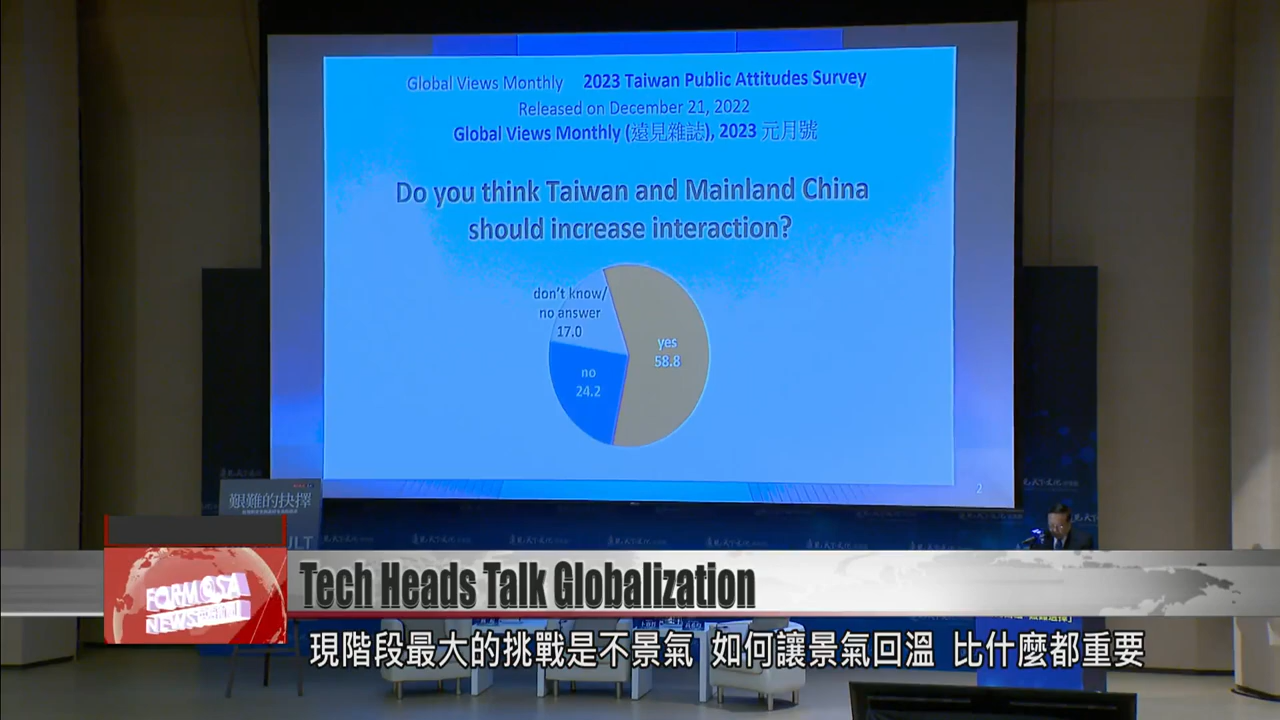 Global Views Monthly 2023 Taiwan Public Attitudes Survey
Released on December 21, 2022
Global Views Monthly (遠見雜誌), 2023 元月號
Do you think Taiwan and Mainland China
should increase interaction?
don't know/
no answer
17.0
yes
58.8
no
24.2
2
艱難的抉擇
Tech Heads Talk Globalization
FORMOSA
NEWS
現階段最大的挑戰是不景氣 如何讓景氣回溫 比什麼都重要